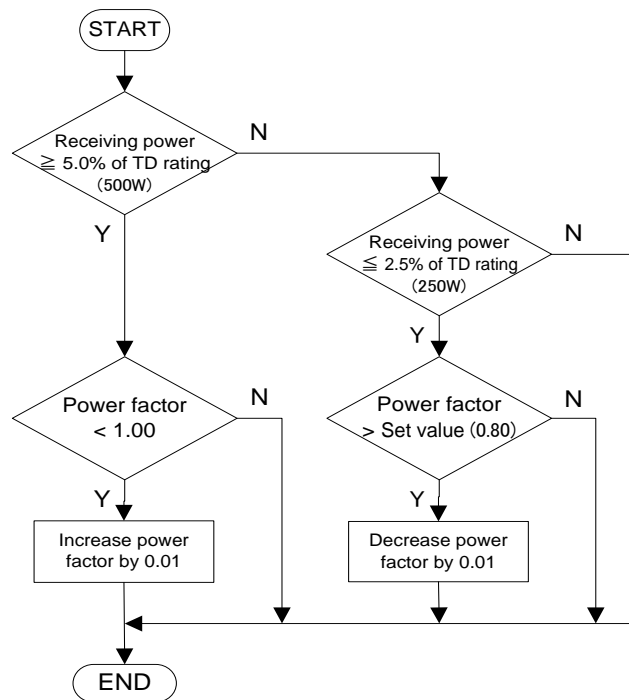 START
Receiving power
≧ 5.0% of TD rating
(500W)
N
Y
Receiving power
≦ 2.5% of TD rating
(250W)
N
Y
Power factor
< 1.00
N
Y
Power factor
> Set value (0.80)
N
Y
Increase power
factor by 0.01
Decrease power
factor by 0.01
END